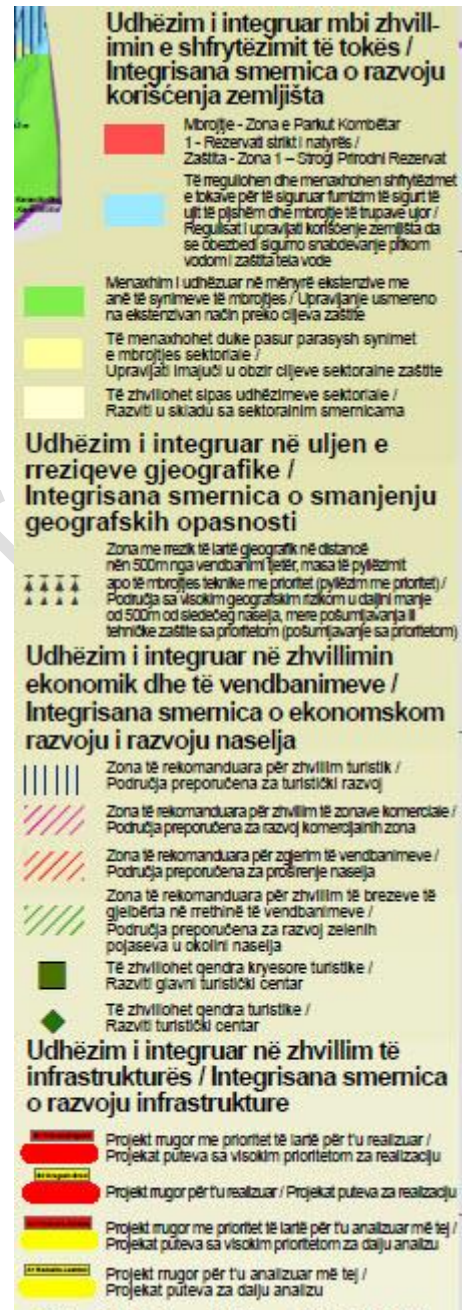 Udhëzim i integruar mbi zhvill-
imin e shfrytëzimit të tokës /
Integrisana smernica o razvoju
korišćenja zemljišta
Mbrojtje - Zona e Parkut Kombëtar
1 - Rezervati strikt i natyrës /
Zaštita - Zona 1 – Strogi Prirodni Rezervat
Të rregullohen dhe menaxhohen shfrytëzimet
e tokave për të siguruar furnizim të sigurt të
ujit të pijshëm dhe mbrojtje të trupave ujor /
Regulisat i upravljati korišćenje zemljišta da
se obezbedi sigurno snabdevanje pitkom
vodom i zaštita tela vode
Menaxhim i udhëzuar në mënyrë ekstenzive me
anë të synimeve të mbrojtjes / Upravljanje usmereno
na ekstenzivan način preko ciljeva zaštite
Të menaxhohet duke pasur parasysh synimet
e mbrojtjes sektoriale /
Upravljati imajući u obzir ciljeve sektoralne zaštite
Të zhvillohet sipas udhëzimeve sektoriale /
Razviti u skladu sa sektoralnim smernicama
Udhëzim i integruar në uljen e
rreziqeve gjeografike /
Integrisana smernica o smanjenju
geografskih opasnosti
Zona me rrezik të lartë gjeografik në distancë
nën 500m nga vendbanimi tjetër, masa të pyllëzimit
apo të mbrojtjes teknike me prioritet (pyllëzim me prioritet) /
Područja sa visokim geografskim rizikom u daljini manje
od 500m od sledećeg naselja, mere pošumljavanja ili
tehničke zaštite sa prioritetom (pošumljavanje sa prioritetom)
Udhëzim i integruar në zhvillimin
ekonomik dhe të vendbanimeve /
Integrisana smernica o ekonomskom
razvoju i razvoju naselja
Zona të rekomanduara për zhvillim turistik /
Područja preporučena za turistički razvoj
Zona të rekomanduara për zhvillim të zonave komerciale /
Područja preporučena za razvoj komercijalnih zona
Zona të rekomanduara për zgjerim të vendbanimeve /
Područja preporučena za proširenje naselja
Zona të rekomanduara për zhvillim të brezeve të
gjelbërta në rrethinë të vendbanimeve /
Područja preporučena za razvoj zelenih
pojaseva u okolini naselja
Të zhvillohet qendra kryesore turistike /
Razviti glavni turistički centar
Të zhvillohet qendra turistike /
Razviti turistički centar
Udhëzim i integruar në zhvillim të
infrastrukturës / Integrisana smernica
o razvoju infrastrukture
Projekt rrugor me prioritet të lartë për t'u realizuar /
Projekat puteva sa visokim prioritetom za realizaciju
Projekt rrugor për t'u realizuar / Projekat puteva za realizaciju
Projekt rrugor me prioritet të lartë për t'u analizuar më tej /
Projekat puteva sa visokim prioritetom za dalju analizu
Projekt rrugor për t'u analizuar më tej /
Projekat puteva za dalju analizu